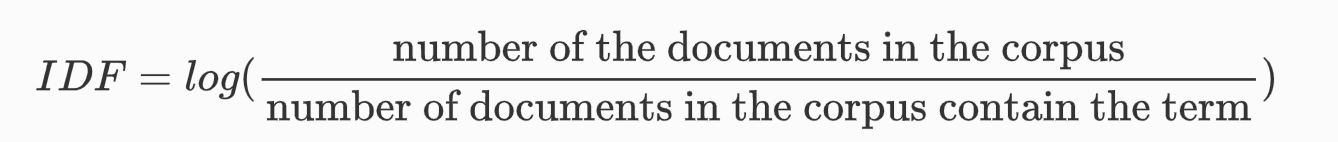 number of the documents in the corpus
IDF = log( )
number of documents in the corpus contain the term